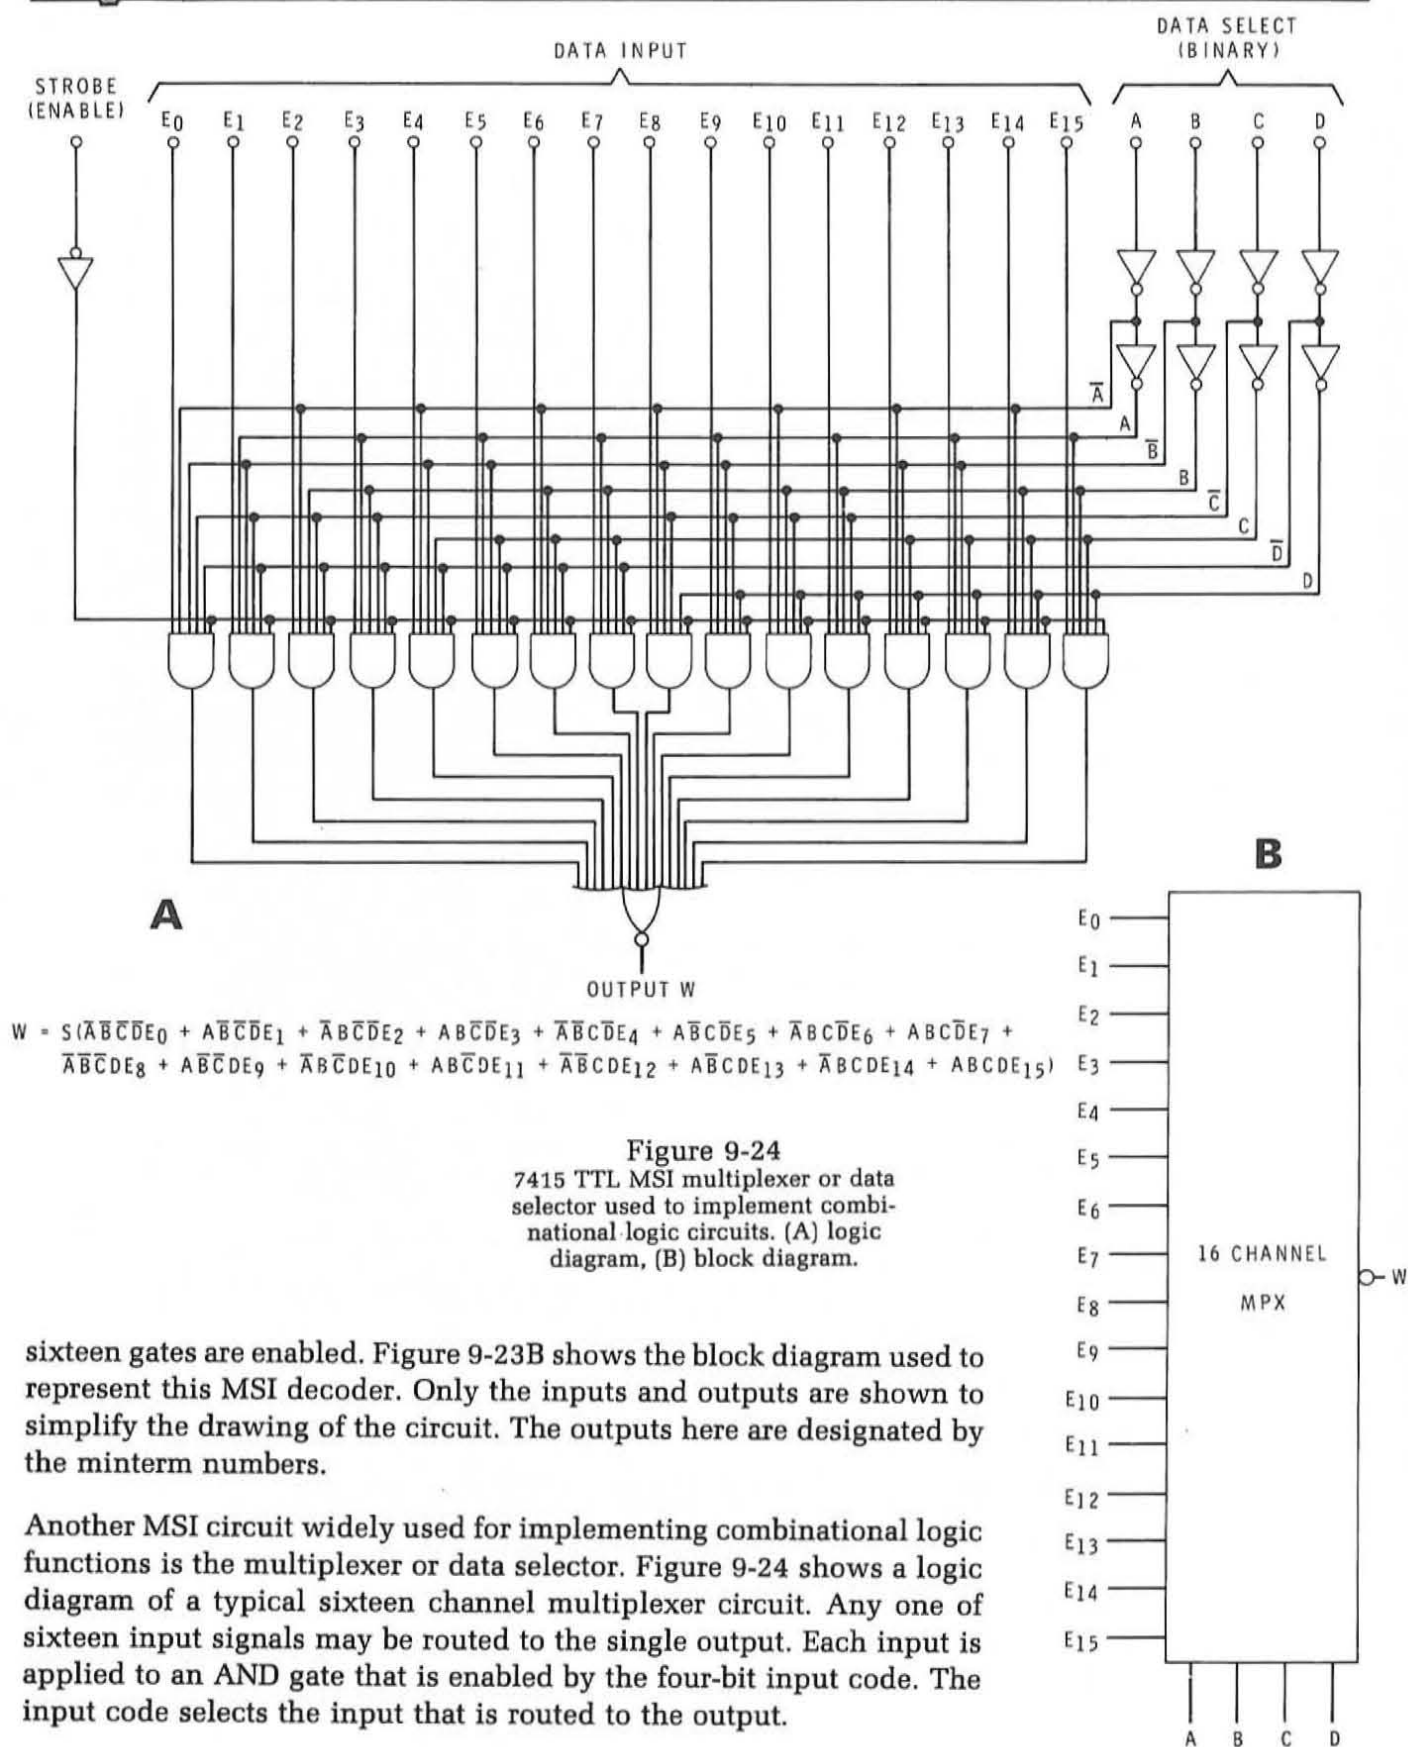 DATA SELECT
(BINARY)
DATA INPUT
STROBE
(ENABLE)
E0 E1 E2 E3 E4 E5 E6 E7 E8 E9 E10 E11 E12 E13 E14 E15 A B C D
A̅
A
B̅
B
C̅
C
D̅
D
B
A
OUTPUT W
W = S(A̅B̅C̅D̅E0 + AB̅C̅D̅E1 + A̅BC̅D̅E2 + ABC̅D̅E3 + A̅B̅CD̅E4 + AB̅CD̅E5 + A̅BCD̅E6 + ABCD̅E7 +
A̅B̅C̅DE8 + AB̅C̅DE9 + A̅BC̅DE10 + ABC̅DE11 + A̅B̅CDE12 + AB̅CDE13 + A̅BCDE14 + ABCDE15)
Figure 9-24
7415 TTL MSI multiplexer or data
selector used to implement combi-
national logic circuits. (A) logic
diagram, (B) block diagram.
E0
E1
E2
E3
E4
E5
E6
E7
E8
E9
E10
E11
E12
E13
E14
E15
16 CHANNEL
MPX
W
A B C D
sixteen gates are enabled. Figure 9-23B shows the block diagram used to
represent this MSI decoder. Only the inputs and outputs are shown to
simplify the drawing of the circuit. The outputs here are designated by
the minterm numbers.
Another MSI circuit widely used for implementing combinational logic
functions is the multiplexer or data selector. Figure 9-24 shows a logic
diagram of a typical sixteen channel multiplexer circuit. Any one of
sixteen input signals may be routed to the single output. Each input is
applied to an AND gate that is enabled by the four-bit input code. The
input code selects the input that is routed to the output.